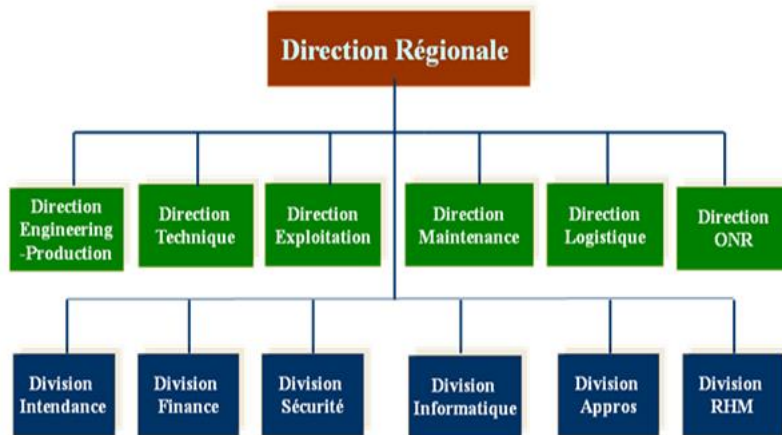 Direction Régionale
Direction
Engineering
-Production
Direction
Technique
Direction
Exploitation
Direction
Maintenance
Direction
Logistique
Direction
ONR
Division
Intendance
Division
Finance
Division
Sécurité
Division
Informatique
Division
Appros
Division
RHM